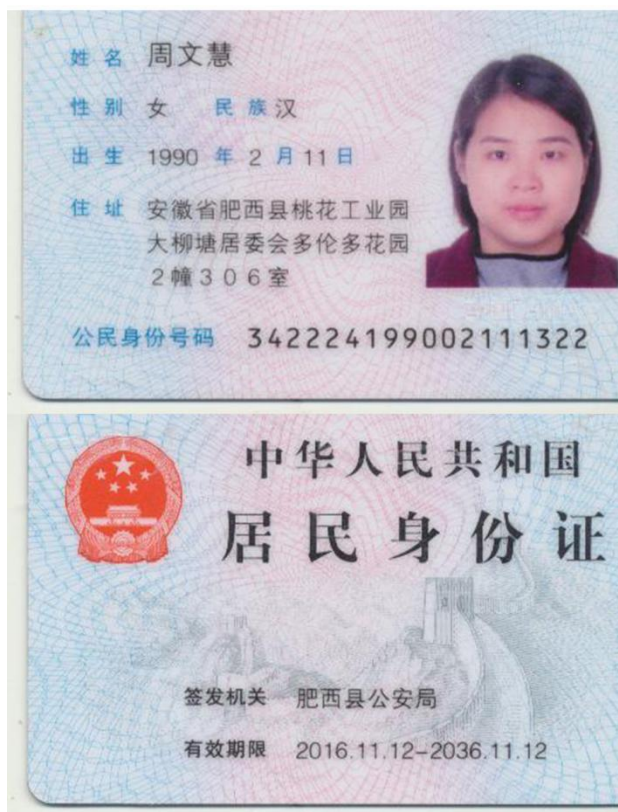 姓名 周文慧
性别 女 民族 汉
出生 1990 年 2 月 11 日
住址 安徽省肥西县桃花工业园
大柳塘居委会多伦多花园
2幢306室
公民身份号码 342224199002111322
中华人民共和国
居民身份证
签发机关 肥西县公安局
有效期限 2016.11.12-2036.11.12